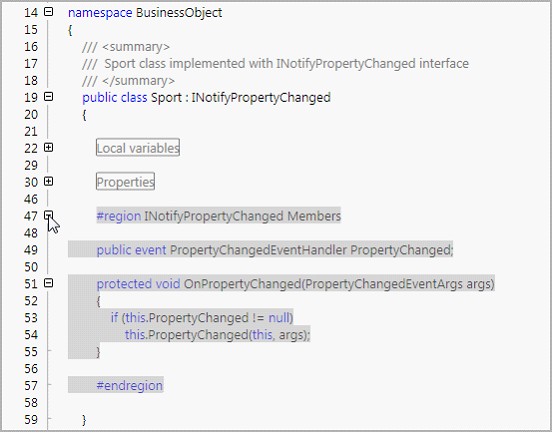 14 namespace BusinessObject
15 {
16 /// <summary>
17 ///  Sport class implemented with INotifyPropertyChanged interface
18 /// </summary>
19 public class Sport : INotifyPropertyChanged
20 {
21
22 Local variables
29
30 Properties
46
47 #region INotifyPropertyChanged Members
48
49 public event PropertyChangedEventHandler PropertyChanged;
50
51 protected void OnPropertyChanged(PropertyChangedEventArgs args)
52 {
53 if (this.PropertyChanged != null)
54 this.PropertyChanged(this, args);
55 }
56
57 #endregion
58
59 }